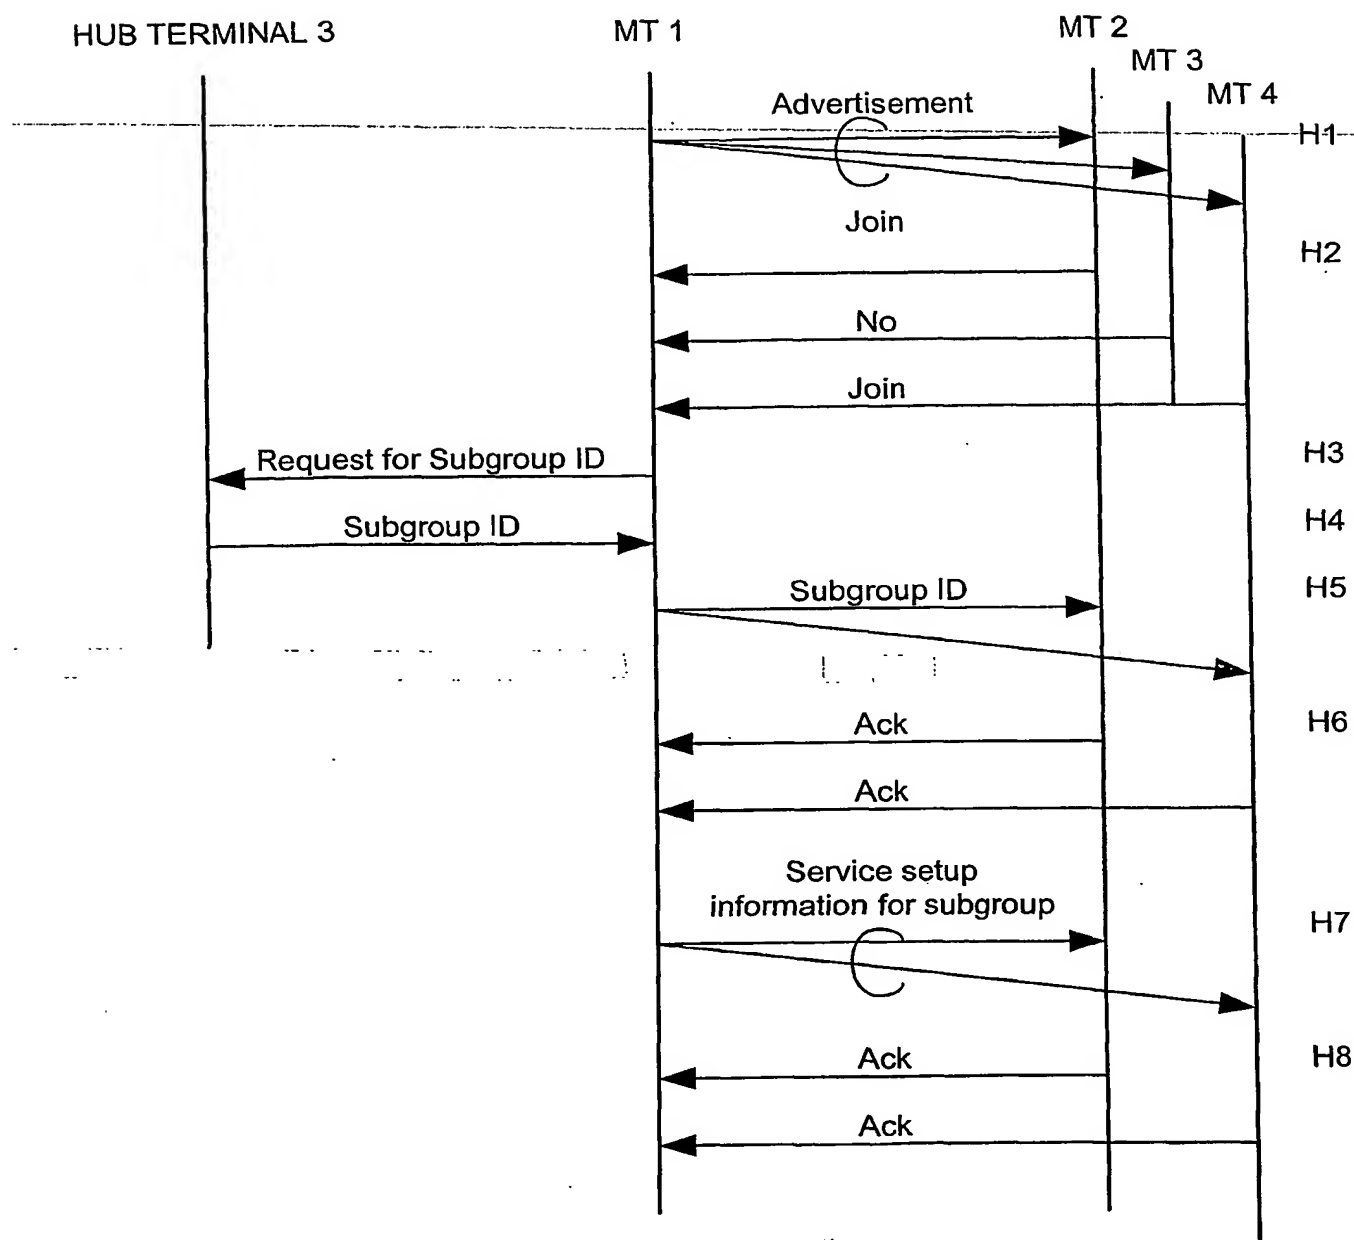 HUB TERMINAL 3
MT 1
MT 2
MT 3
MT 4
Advertisement
H1
Join
H2
No
Join
H3
Request for Subgroup ID
H4
Subgroup ID
H5
Subgroup ID
H6
Ack
Ack
Service setup
information for subgroup
H7
H8
Ack
Ack